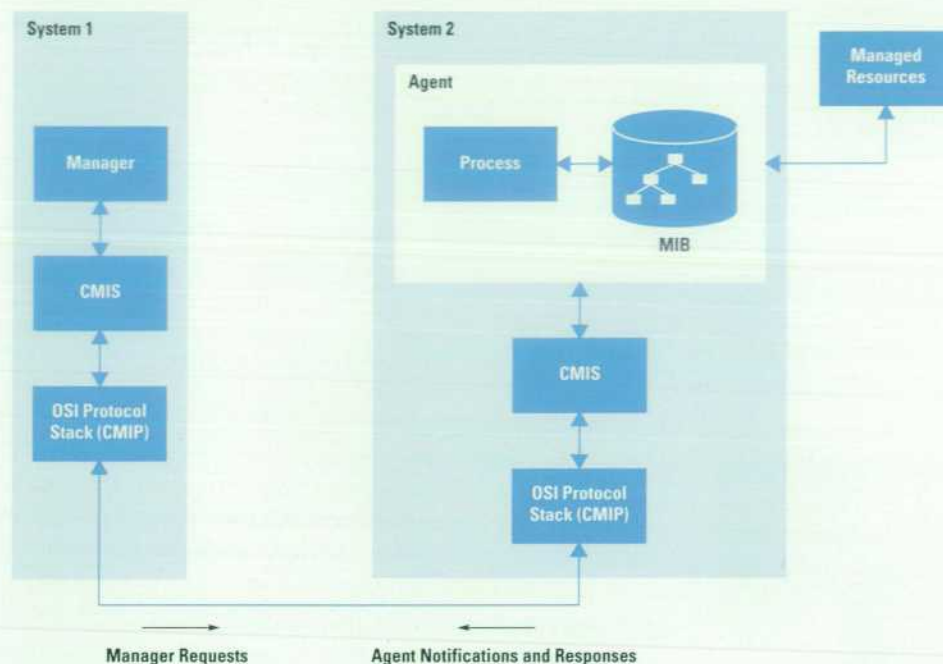 System 1
Manager
CMIS
OSI Protocol
Stack (CMIP)
System 2
Agent
Process
MIB
CMIS
OSI Protocol
Stack (CMIP)
Managed
Resources
Manager Requests
Agent Notifications and Responses